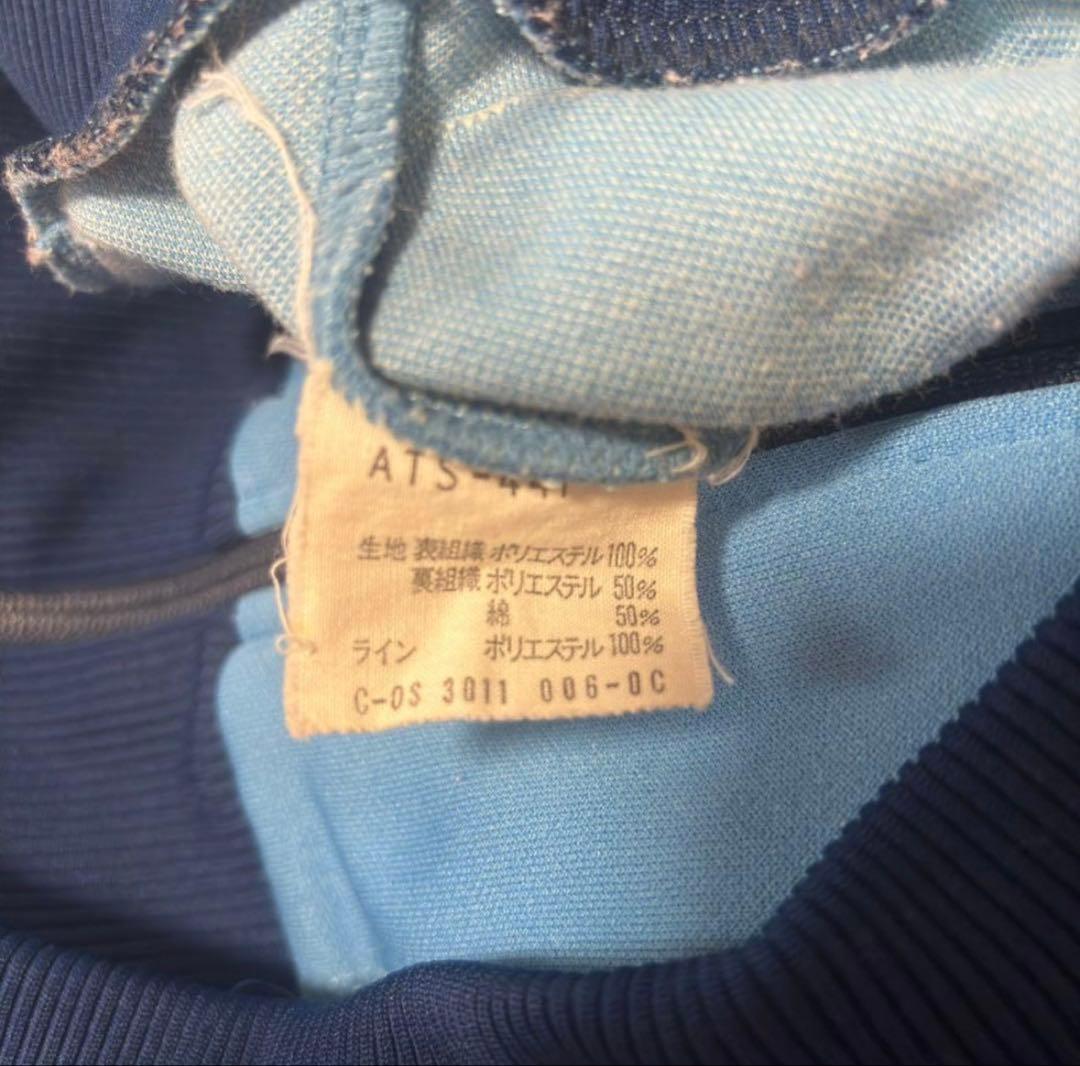 ATS-441
生地 表組織 ポリエステル 100%
裏組織 ポリエステル 50%
綿 50%
ライン ポリエステル 100%
C-OS 3011 006-0C